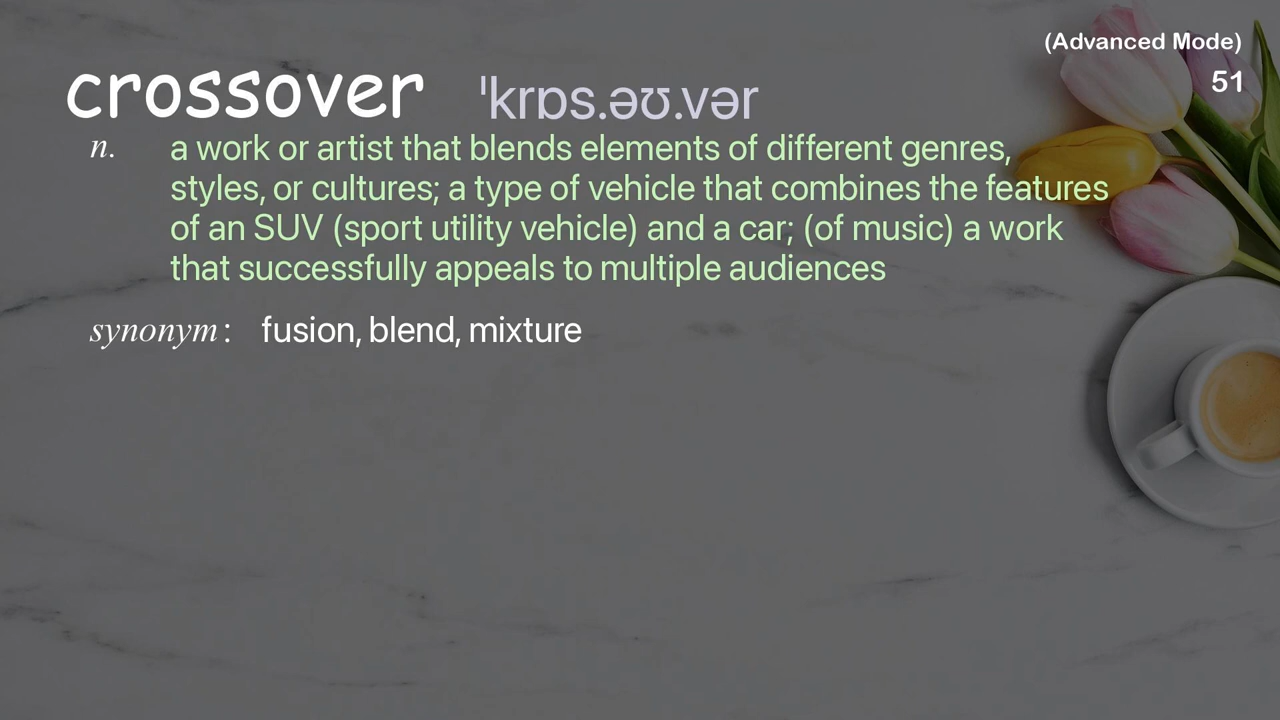 (Advanced Mode)
crossover ˈkrɒs.əʊ.vər
51
n. a work or artist that blends elements of different genres,
styles, or cultures; a type of vehicle that combines the features
of an SUV (sport utility vehicle) and a car; (of music) a work
that successfully appeals to multiple audiences
synonym: fusion, blend, mixture